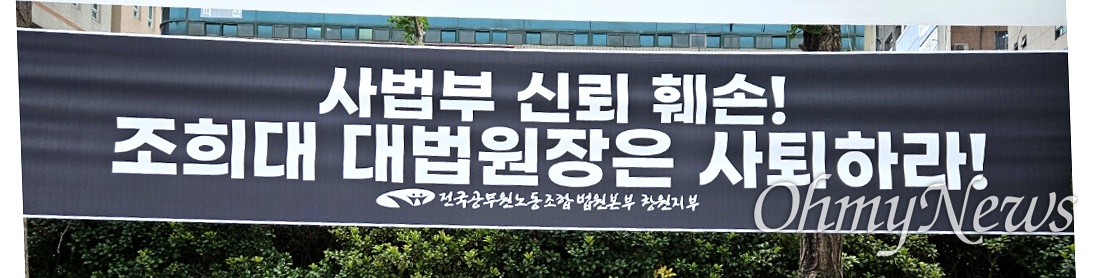 사법부 신뢰 훼손!
조희대 대법원장은 사퇴하라!
전국공무원노동조합 법원본부 창원지부
OhmyNews